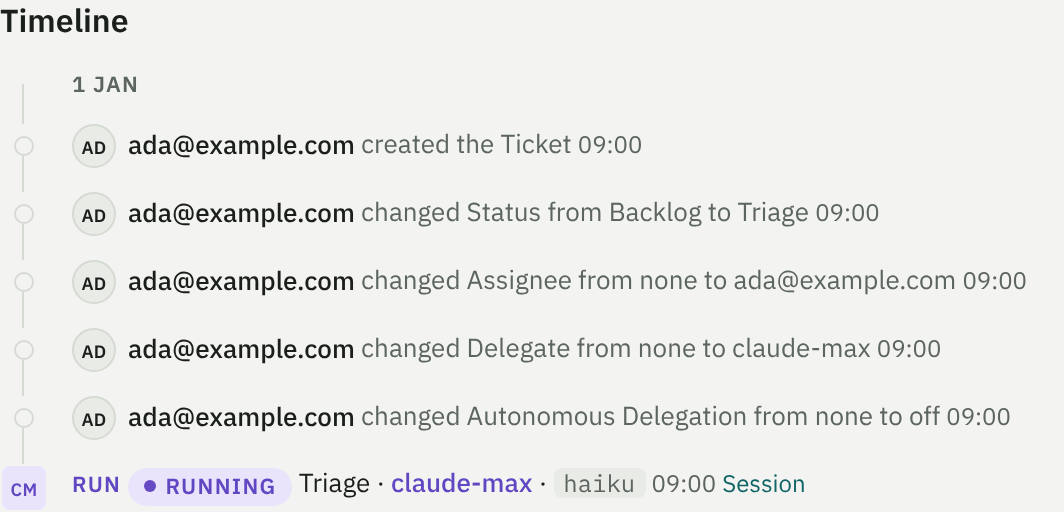 Timeline
1 JAN
AD ada@example.com created the Ticket 09:00
AD ada@example.com changed Status from Backlog to Triage 09:00
AD ada@example.com changed Assignee from none to ada@example.com 09:00
AD ada@example.com changed Delegate from none to claude-max 09:00
AD ada@example.com changed Autonomous Delegation from none to off 09:00
CM RUN RUNNING Triage · claude-max · haiku 09:00 Session